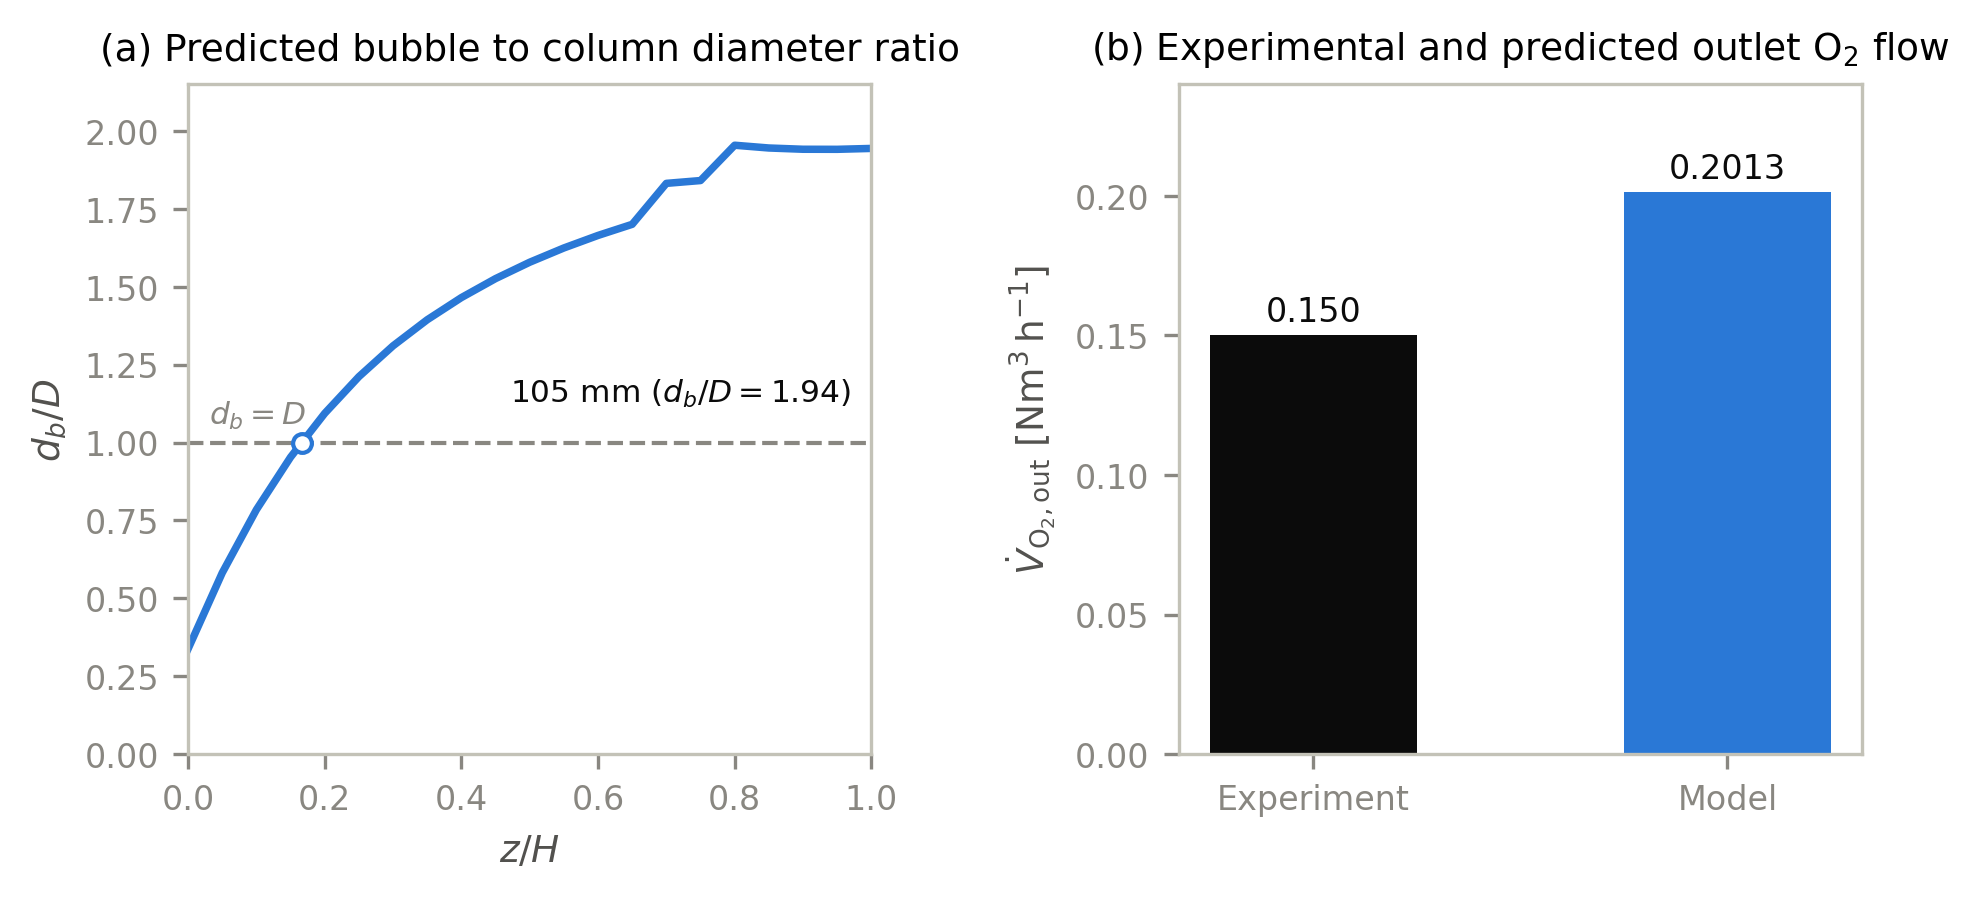 (a) Predicted bubble to column diameter ratio
2.00
1.75
1.50
1.25
1.00
0.75
0.50
0.25
0.00
d_b/D
d_b = D
105 mm (d_b/D = 1.94)
0.0 0.2 0.4 0.6 0.8 1.0
z/H
(b) Experimental and predicted outlet O₂ flow
0.20
0.15
0.10
0.05
0.00
V̇_O₂, out [Nm³ h⁻¹]
0.150
0.2013
Experiment Model